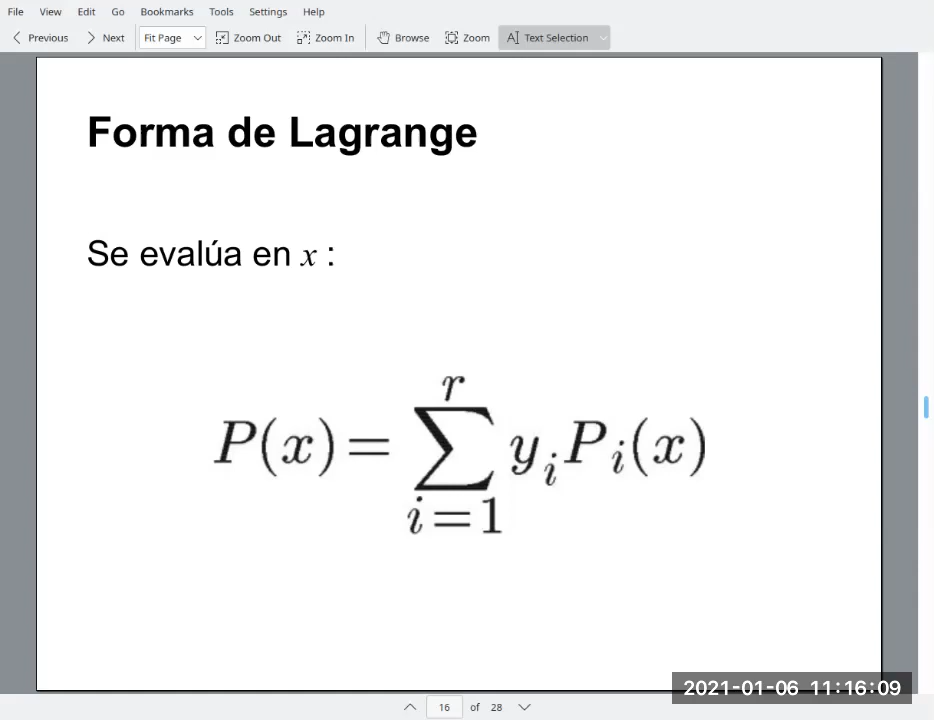 File View Edit Go Bookmarks Tools Settings Help
Previous Next Fit Page Zoom Out Zoom In Browse Zoom Text Selection
Forma de Lagrange
Se evalúa en x :
r
P(x) = ∑ y_i P_i(x)
i=1
2021-01-06 11:16:09
16 of 28